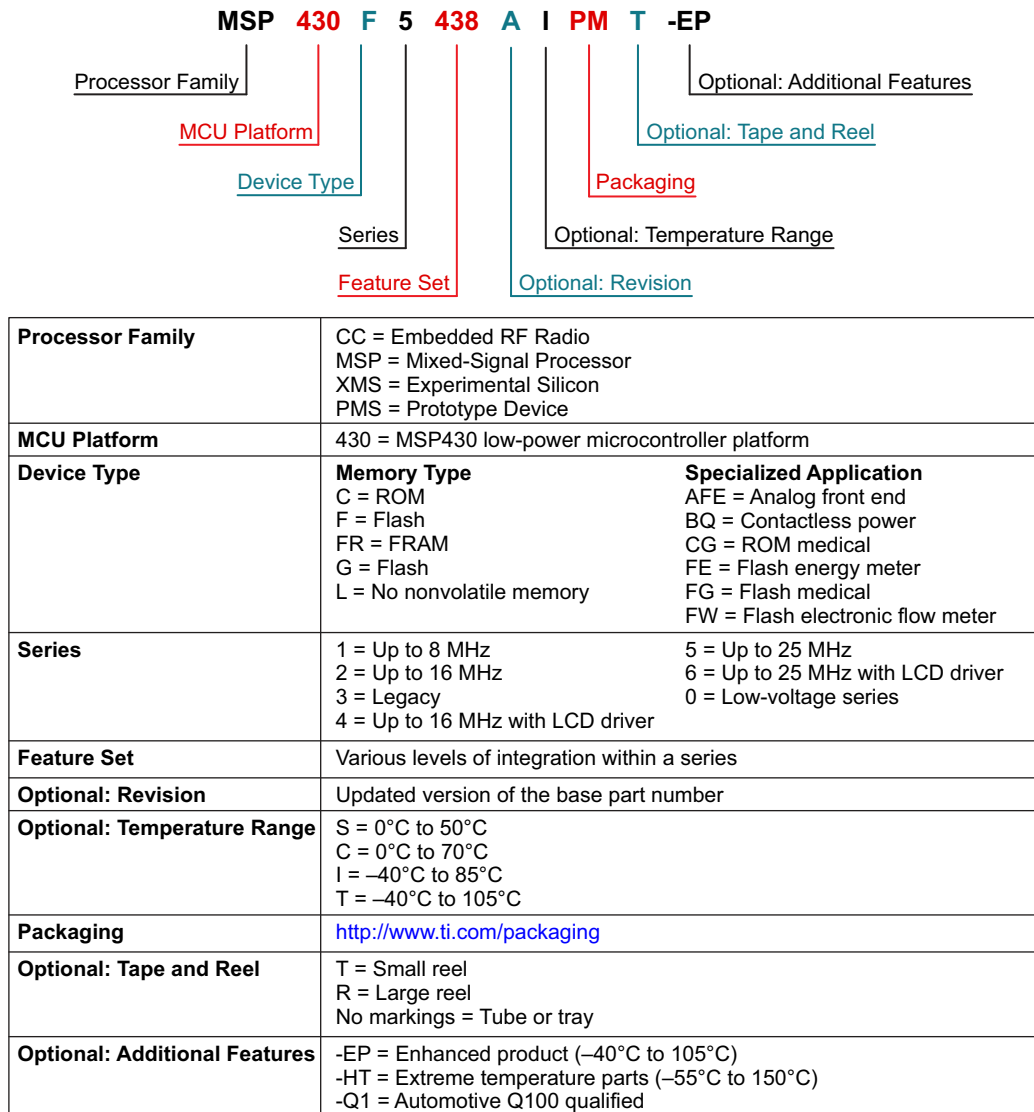 MSP 430 F 5 438 A I PM T -EP
Processor Family
Optional: Additional Features
MCU Platform
Optional: Tape and Reel
Device Type
Packaging
Series
Optional: Temperature Range
Feature Set
Optional: Revision
Processor Family
CC = Embedded RF Radio
MSP = Mixed-Signal Processor
XMS = Experimental Silicon
PMS = Prototype Device
MCU Platform
430 = MSP430 low-power microcontroller platform
Device Type
Memory Type
C = ROM
F = Flash
FR = FRAM
G = Flash
L = No nonvolatile memory
Specialized Application
AFE = Analog front end
BQ = Contactless power
CG = ROM medical
FE = Flash energy meter
FG = Flash medical
FW = Flash electronic flow meter
Series
1 = Up to 8 MHz
2 = Up to 16 MHz
3 = Legacy
4 = Up to 16 MHz with LCD driver
5 = Up to 25 MHz
6 = Up to 25 MHz with LCD driver
0 = Low-voltage series
Feature Set
Various levels of integration within a series
Optional: Revision
Updated version of the base part number
Optional: Temperature Range
S = 0°C to 50°C
C = 0°C to 70°C
I = –40°C to 85°C
T = –40°C to 105°C
Packaging
http://www.ti.com/packaging
Optional: Tape and Reel
T = Small reel
R = Large reel
No markings = Tube or tray
Optional: Additional Features
-EP = Enhanced product (–40°C to 105°C)
-HT = Extreme temperature parts (–55°C to 150°C)
-Q1 = Automotive Q100 qualified